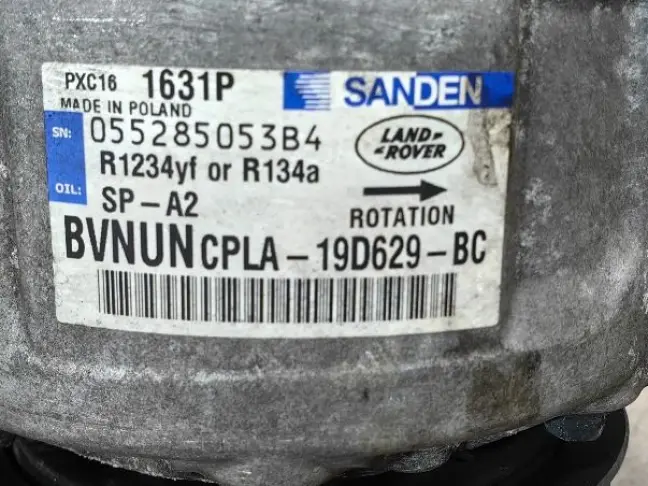 PXC16 1631P SANDEN
MADE IN POLAND
SN: 055285053B4 LAND-ROVER
R1234yf or R134a
OIL: SP-A2 ROTATION
BVNUN CPLA-19D629-BC